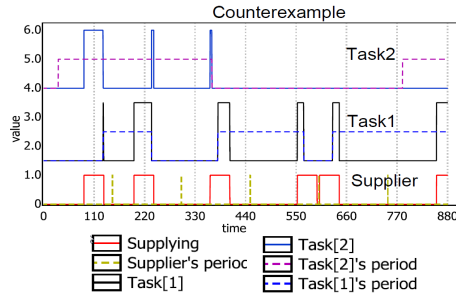 Counterexample
6.0
5.0
4.0
3.0
2.0
1.0
0.0
value
Task2
Task1
Supplier
0 110 220 330 440 550 660 770 880
time
Supplying Task[2]
Supplier's period Task[2]'s period
Task[1] Task[1]'s period